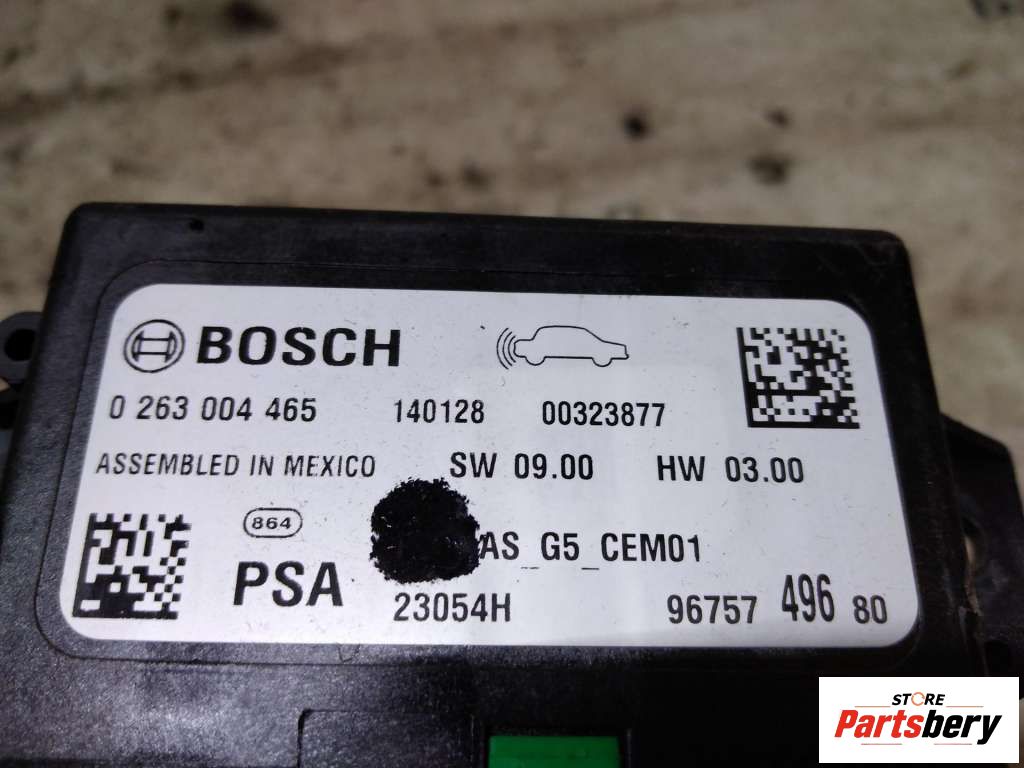 BOSCH
0 263 004 465 140128 00323877
ASSEMBLED IN MEXICO SW 09.00 HW 03.00
864
PSA AS_G5_CEM01
23054H 96757 496 80
STORE
Partsbery